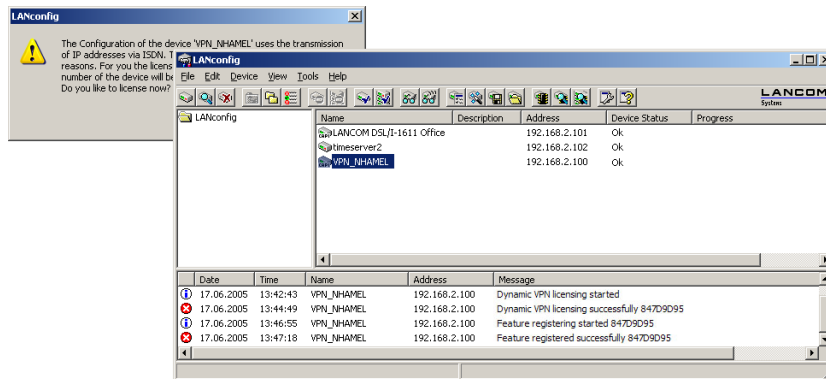 LANconfig
The Configuration of the device 'VPN_NHAMEL' uses the transmission
of IP addresses via ISDN.
reasons. For you the licens
number of the device will be
Do you like to license now?
LANconfig
File Edit Device View Tools Help
LANCOM
Systems
LANconfig
Name Description Address Device Status Progress
LANCOM DSL/I-1611 Office 192.168.2.101 Ok
timeserver2 192.168.2.102 Ok
VPN_NHAMEL 192.168.2.100 Ok
Date Time Name Address Message
17.06.2005 13:42:43 VPN_NHAMEL 192.168.2.100 Dynamic VPN licensing started
17.06.2005 13:44:49 VPN_NHAMEL 192.168.2.100 Dynamic VPN licensing successfully 847D9D95
17.06.2005 13:46:55 VPN_NHAMEL 192.168.2.100 Feature registering started 847D9D95
17.06.2005 13:47:18 VPN_NHAMEL 192.168.2.100 Feature registered successfully 847D9D95